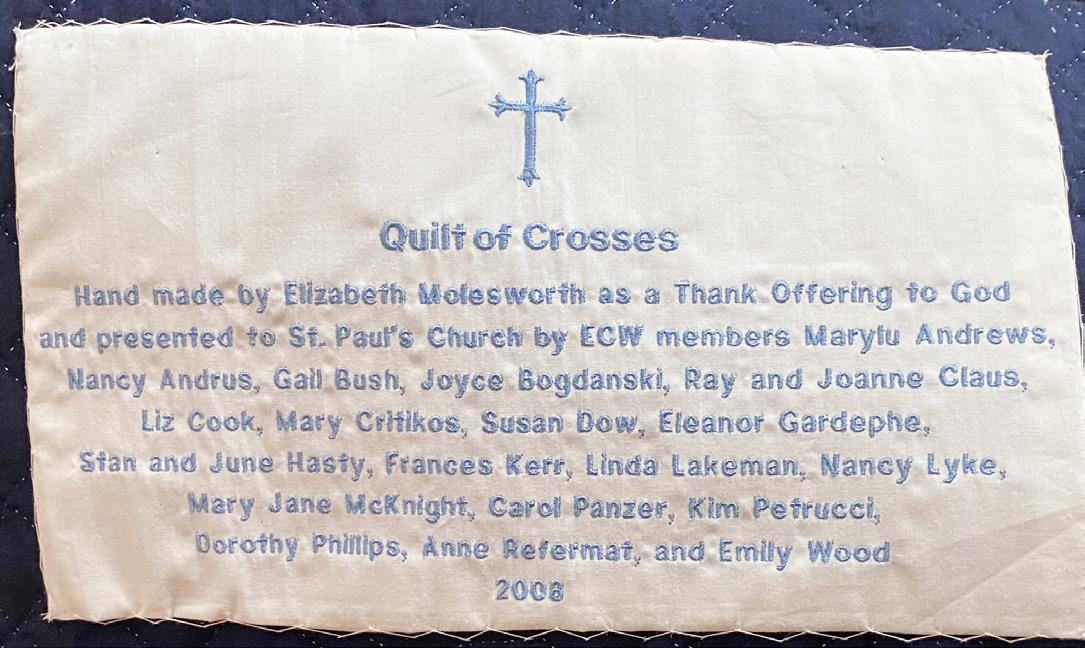 Quilt of Crosses
Hand made by Elizabeth Molesworth as a Thank Offering to God
and presented to St. Paul's Church by ECW members Marylu Andrews,
Nancy Andrus, Gail Bush, Joyce Bogdanski, Ray and Joanne Claus,
Liz Cook, Mary Critikos, Susan Dow, Eleanor Gardephe,
Stan and June Hasty, Frances Kerr, Linda Lakeman, Nancy Lyke,
Mary Jane McKnight, Carol Panzer, Kim Petrucci,
Dorothy Phillips, Anne Refermat, and Emily Wood
2008